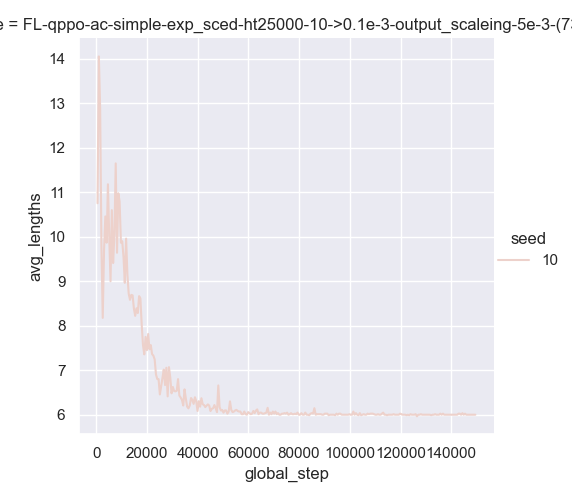 e = FL-qppo-ac-simple-exp_sced-ht25000-10->0.1e-3-output_scaleing-5e-3-(73
14
13
12
11
10
9
8
7
6
avg_lengths
0 20000 40000 60000 80000 100000 120000 140000
global_step
seed
10